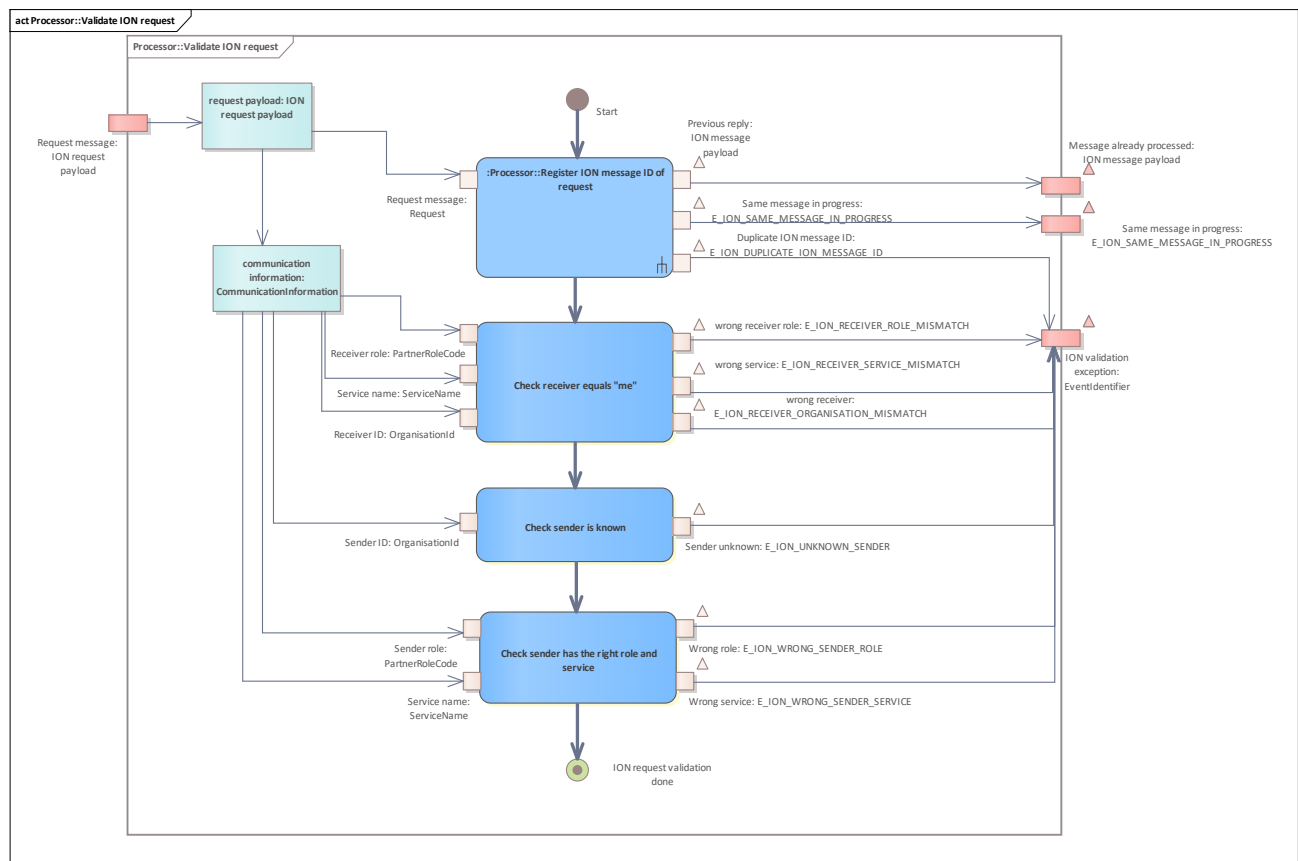 act Processor::Validate ION request
Processor::Validate ION request
request payload: ION
request payload
Start
Request message:
ION request
payload
Previous reply:
ION message
payload
Message already processed:
ION message payload
:Processor::Register ION message ID of
request
Request message:
Request
Same message in progress:
E_ION_SAME_MESSAGE_IN_PROGRESS
Same message in progress:
E_ION_SAME_MESSAGE_IN_PROGRESS
Duplicate ION message ID:
E_ION_DUPLICATE_ION_MESSAGE_ID
communication
information:
CommunicationInformation
Receiver role: PartnerRoleCode
Service name: ServiceName
Receiver ID: OrganisationId
Check receiver equals "me"
wrong receiver role: E_ION_RECEIVER_ROLE_MISMATCH
wrong service: E_ION_RECEIVER_SERVICE_MISMATCH
wrong receiver:
E_ION_RECEIVER_ORGANISATION_MISMATCH
ION validation
exception:
EventIdentifier
Check sender is known
Sender ID: OrganisationId
Sender unknown: E_ION_UNKNOWN_SENDER
Sender role:
PartnerRoleCode
Check sender has the right role and
service
Wrong role: E_ION_WRONG_SENDER_ROLE
Service name:
ServiceName
Wrong service: E_ION_WRONG_SENDER_SERVICE
ION request validation
done